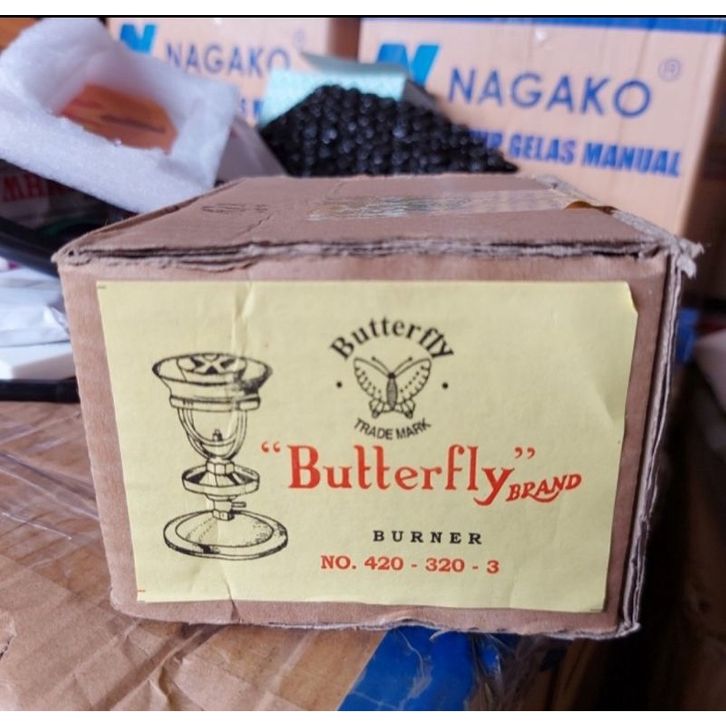 NAGAKO
NAGAKO ®
GELAS MANUAL
Butterfly
TRADE MARK
"Butterfly" BRAND
BURNER
NO. 420 - 320 - 3